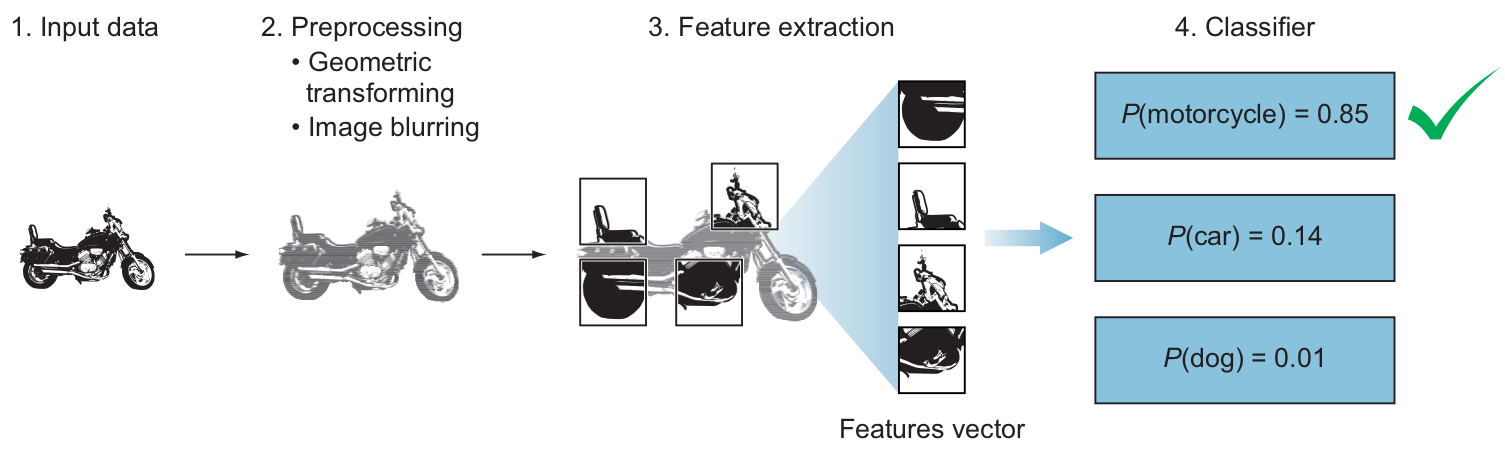 1. Input data
2. Preprocessing
• Geometric
transforming
• Image blurring
3. Feature extraction
Features vector
4. Classifier
P(motorcycle) = 0.85
P(car) = 0.14
P(dog) = 0.01